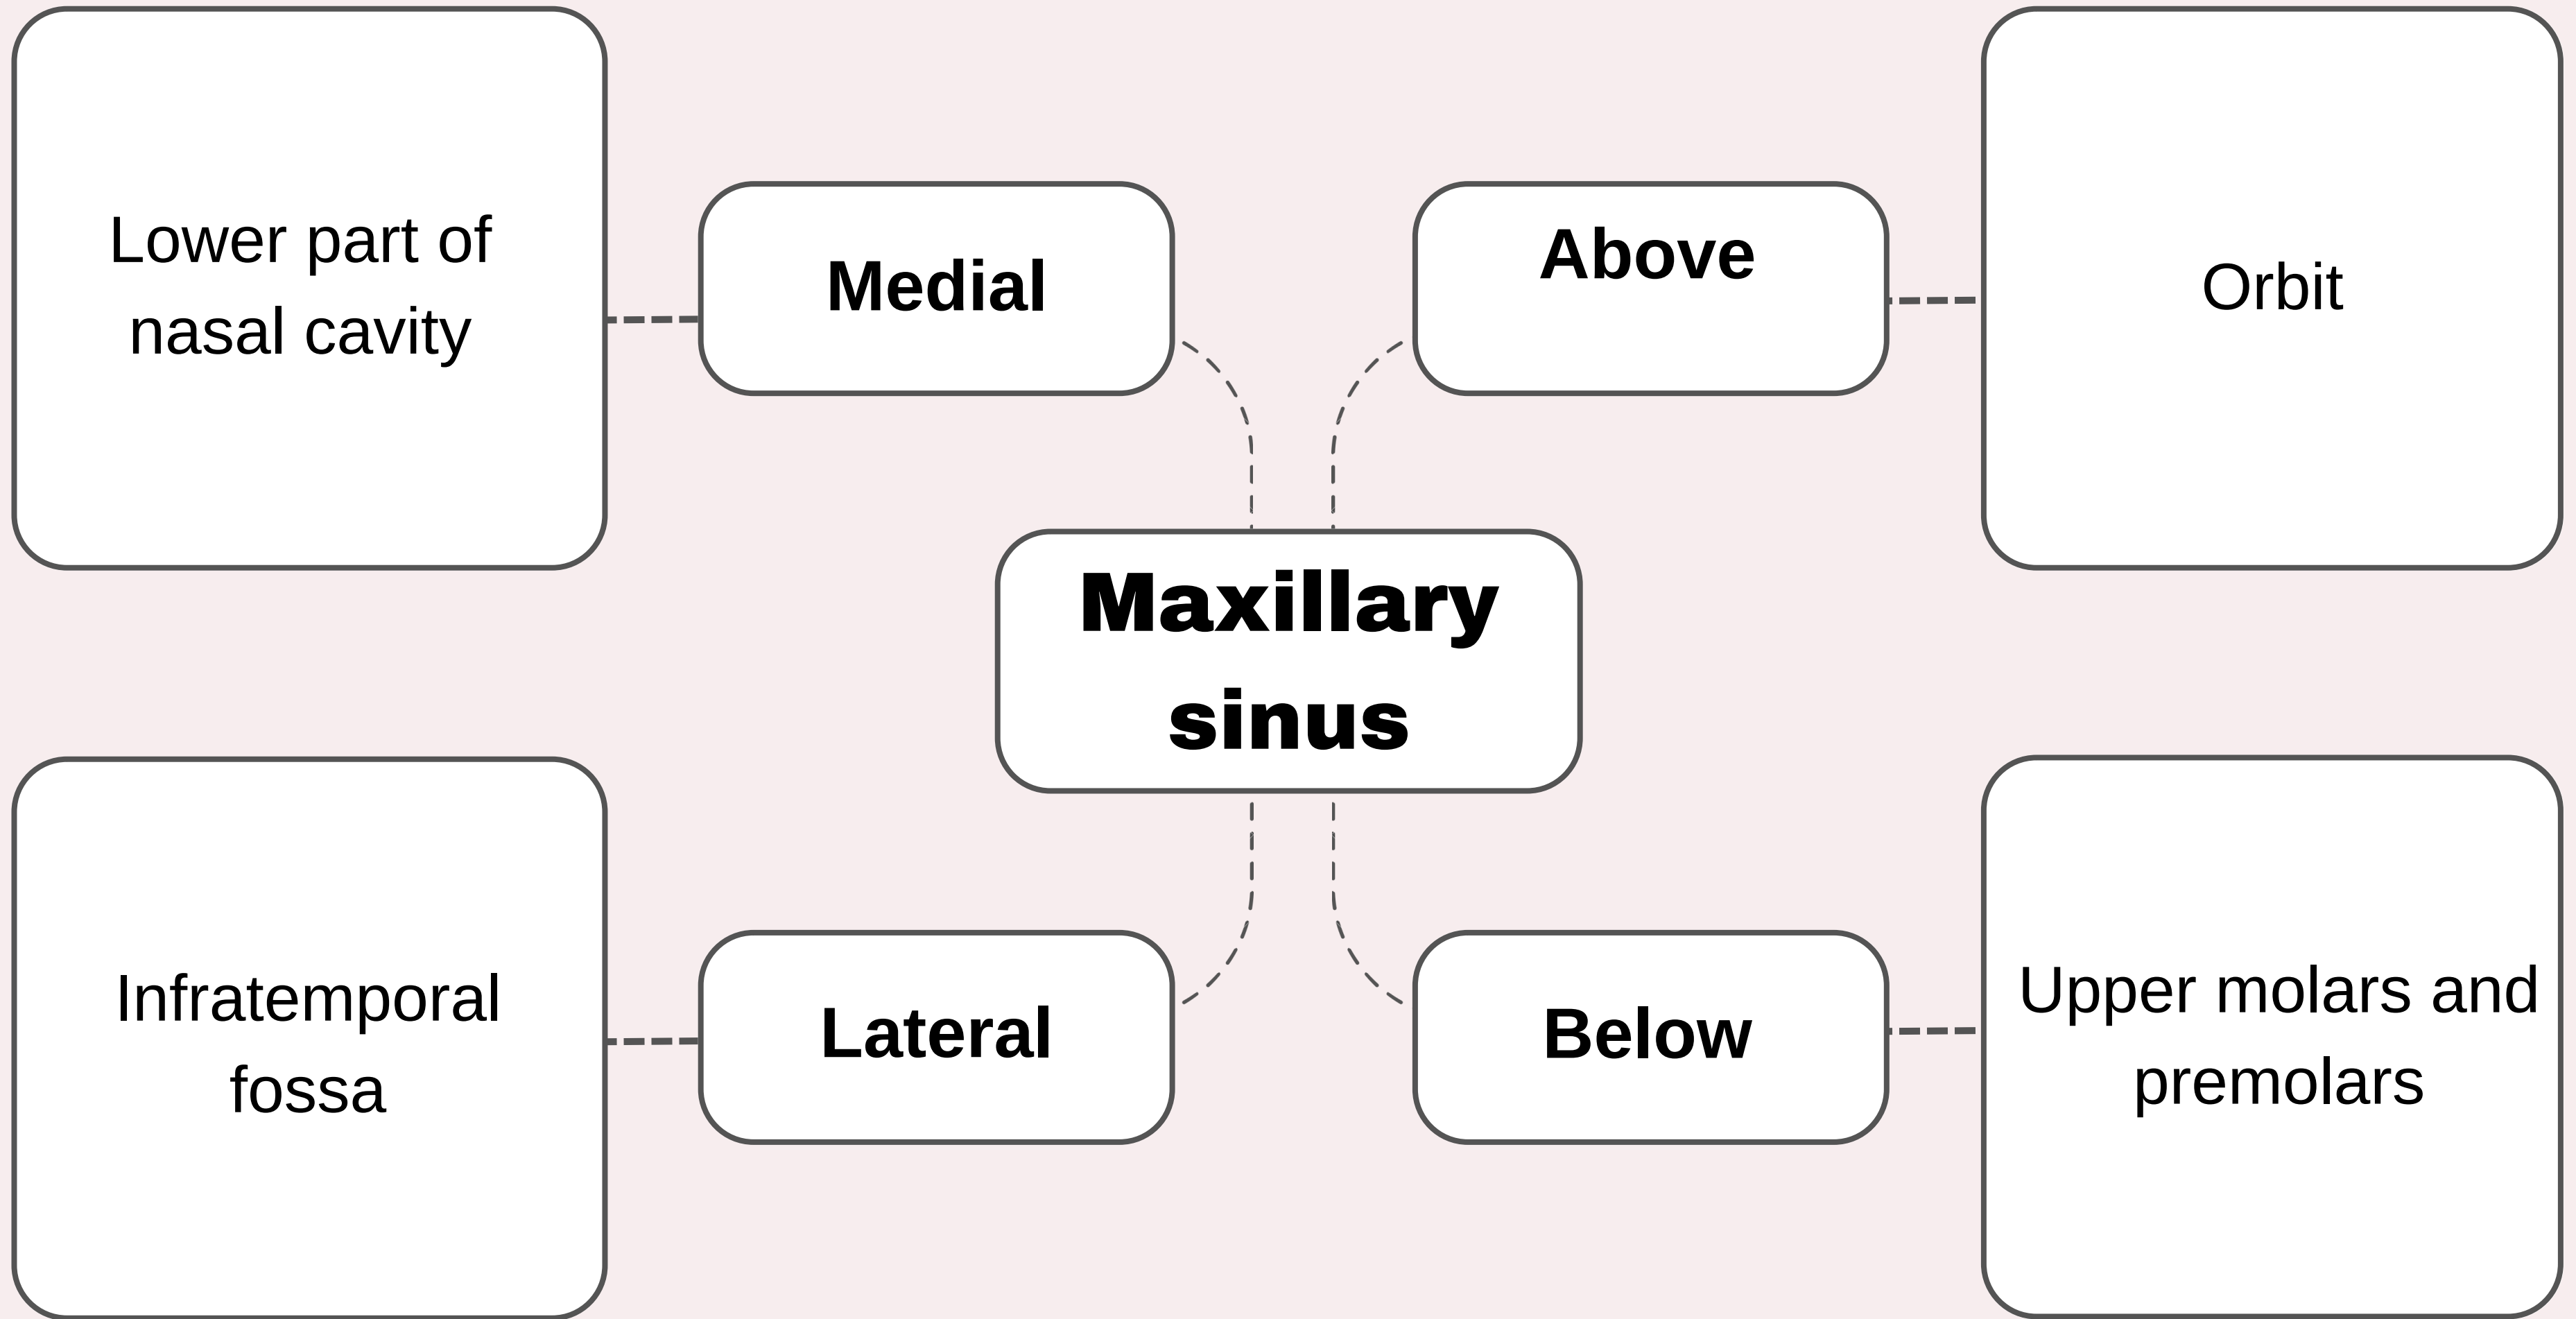 Lower part of
nasal cavity
Medial
Above
Orbit
Maxillary
sinus
Infratemporal
fossa
Lateral
Below
Upper molars and
premolars